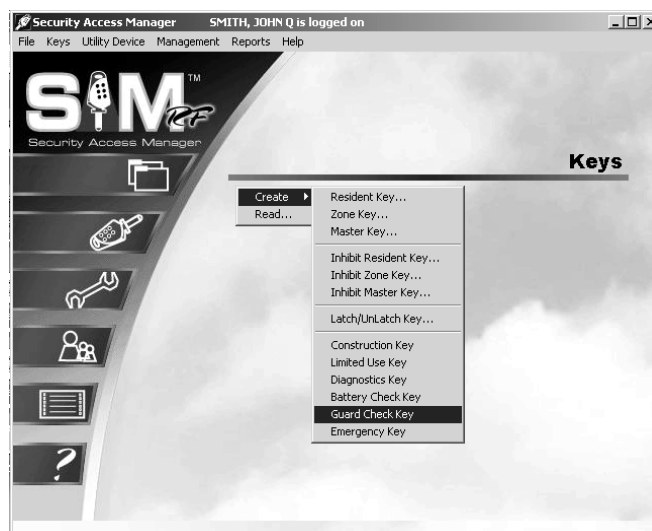 Security Access Manager SMITH, JOHN Q is logged on
File Keys Utility Device Management Reports Help
SAM TM
RF
Security Access Manager
Keys
Create
Read...
Resident Key...
Zone Key...
Master Key...
Inhibit Resident Key...
Inhibit Zone Key...
Inhibit Master Key...
Latch/UnLatch Key...
Construction Key
Limited Use Key
Diagnostics Key
Battery Check Key
Guard Check Key
Emergency Key
?